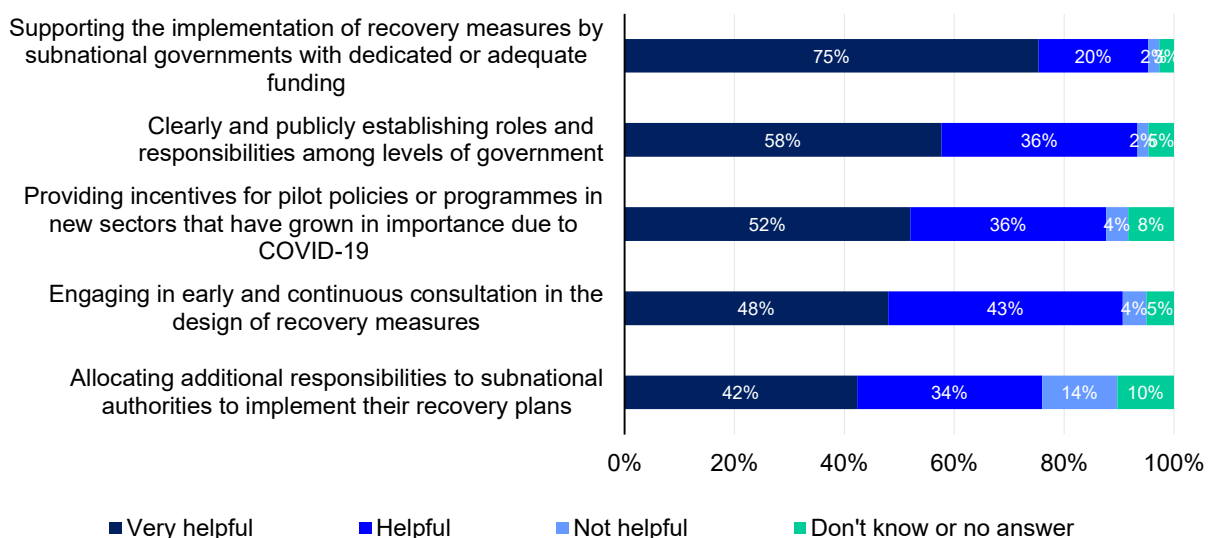 Supporting the implementation of recovery measures by
subnational governments with dedicated or adequate
funding
75% 20% 2% 3%
Clearly and publicly establishing roles and
responsibilities among levels of government
58% 36% 2% 5%
Providing incentives for pilot policies or programmes in
new sectors that have grown in importance due to
COVID-19
52% 36% 4% 8%
Engaging in early and continuous consultation in the
design of recovery measures
48% 43% 4% 5%
Allocating additional responsibilities to subnational
authorities to implement their recovery plans
42% 34% 14% 10%
0% 20% 40% 60% 80% 100%
Very helpful Helpful Not helpful Don't know or no answer